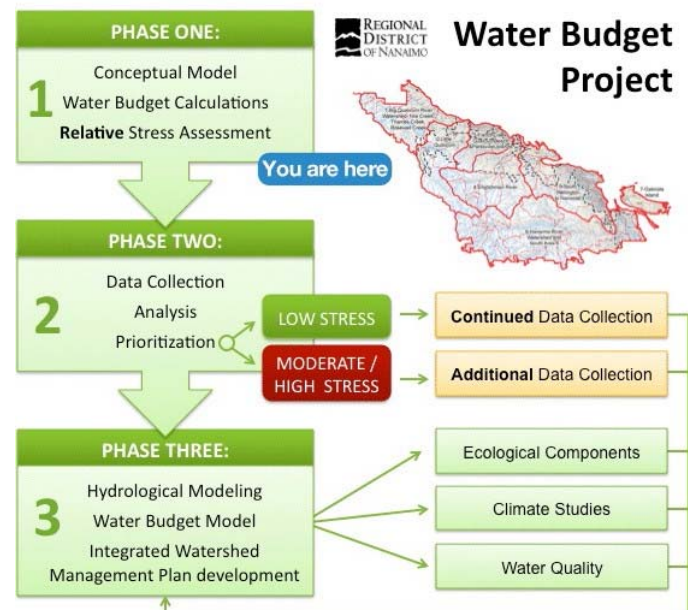 PHASE ONE:
1
Conceptual Model
Water Budget Calculations
Relative Stress Assessment
REGIONAL
DISTRICT
OF NANAIMO
Water Budget
Project
You are here
PHASE TWO:
2
Data Collection
Analysis
Prioritization
LOW STRESS
MODERATE /
HIGH STRESS
Continued Data Collection
Additional Data Collection
PHASE THREE:
3
Hydrological Modeling
Water Budget Model
Integrated Watershed
Management Plan development
Ecological Components
Climate Studies
Water Quality